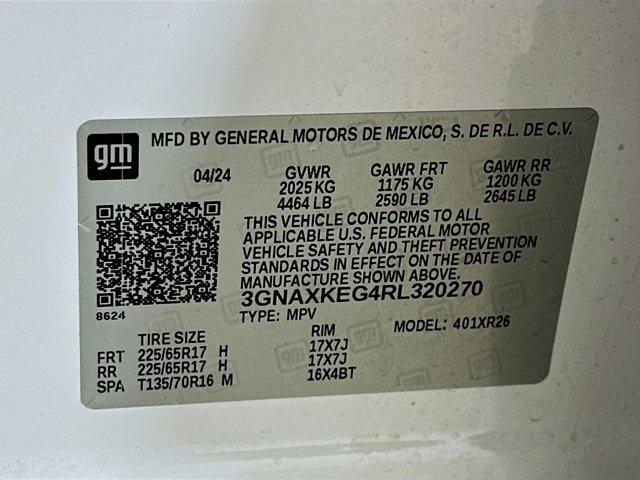 gm
MFD BY GENERAL MOTORS DE MEXICO, S. DE R.L. DE C.V.
04/24 GVWR GAWR FRT GAWR RR
2025 KG 1175 KG 1200 KG
4464 LB 2590 LB 2645 LB
THIS VEHICLE CONFORMS TO ALL
APPLICABLE U.S. FEDERAL MOTOR
VEHICLE SAFETY AND THEFT PREVENTION
STANDARDS IN EFFECT ON THE DATE OF
MANUFACTURE SHOWN ABOVE.
3GNAXKEG4RL320270
8624
TYPE: MPV MODEL: 401XR26
TIRE SIZE RIM
FRT 225/65R17 H 17X7J
RR 225/65R17 H 17X7J
SPA T135/70R16 M 16X4BT